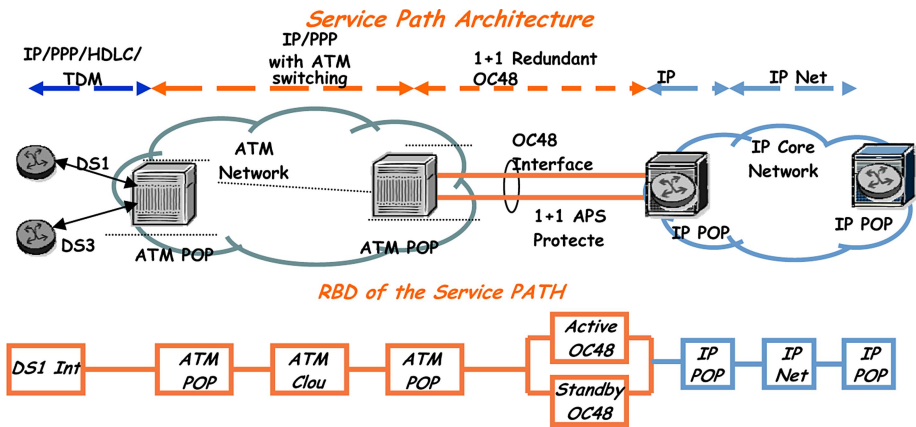 Service Path Architecture
IP/PPP/HDLC/
TDM
IP/PPP
with ATM
switching
1+1 Redundant
OC48
IP
IP Net
DS1
DS3
ATM
Network
ATM POP
ATM POP
OC48
Interface
1+1 APS
Protecte
IP POP
IP Core
Network
IP POP
RBD of the Service PATH
DS1 Int
ATM
POP
ATM
Clou
ATM
POP
Active
OC48
Standby
OC48
IP
POP
IP
Net
IP
POP